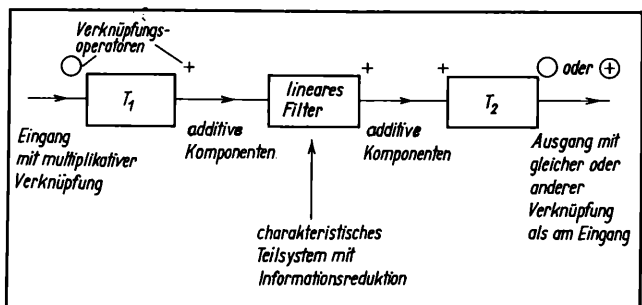 Verknüpfungs-
operatoren
+
T1
additive
Komponenten
Eingang
mit multiplikativer
Verknüpfung
lineares
Filter
+
charakteristisches
Teilsystem mit
Informationsreduktion
additive
Komponenten
+
T2
◯ oder ⊕
Ausgang mit
gleicher oder
anderer
Verknüpfung
als am Eingang